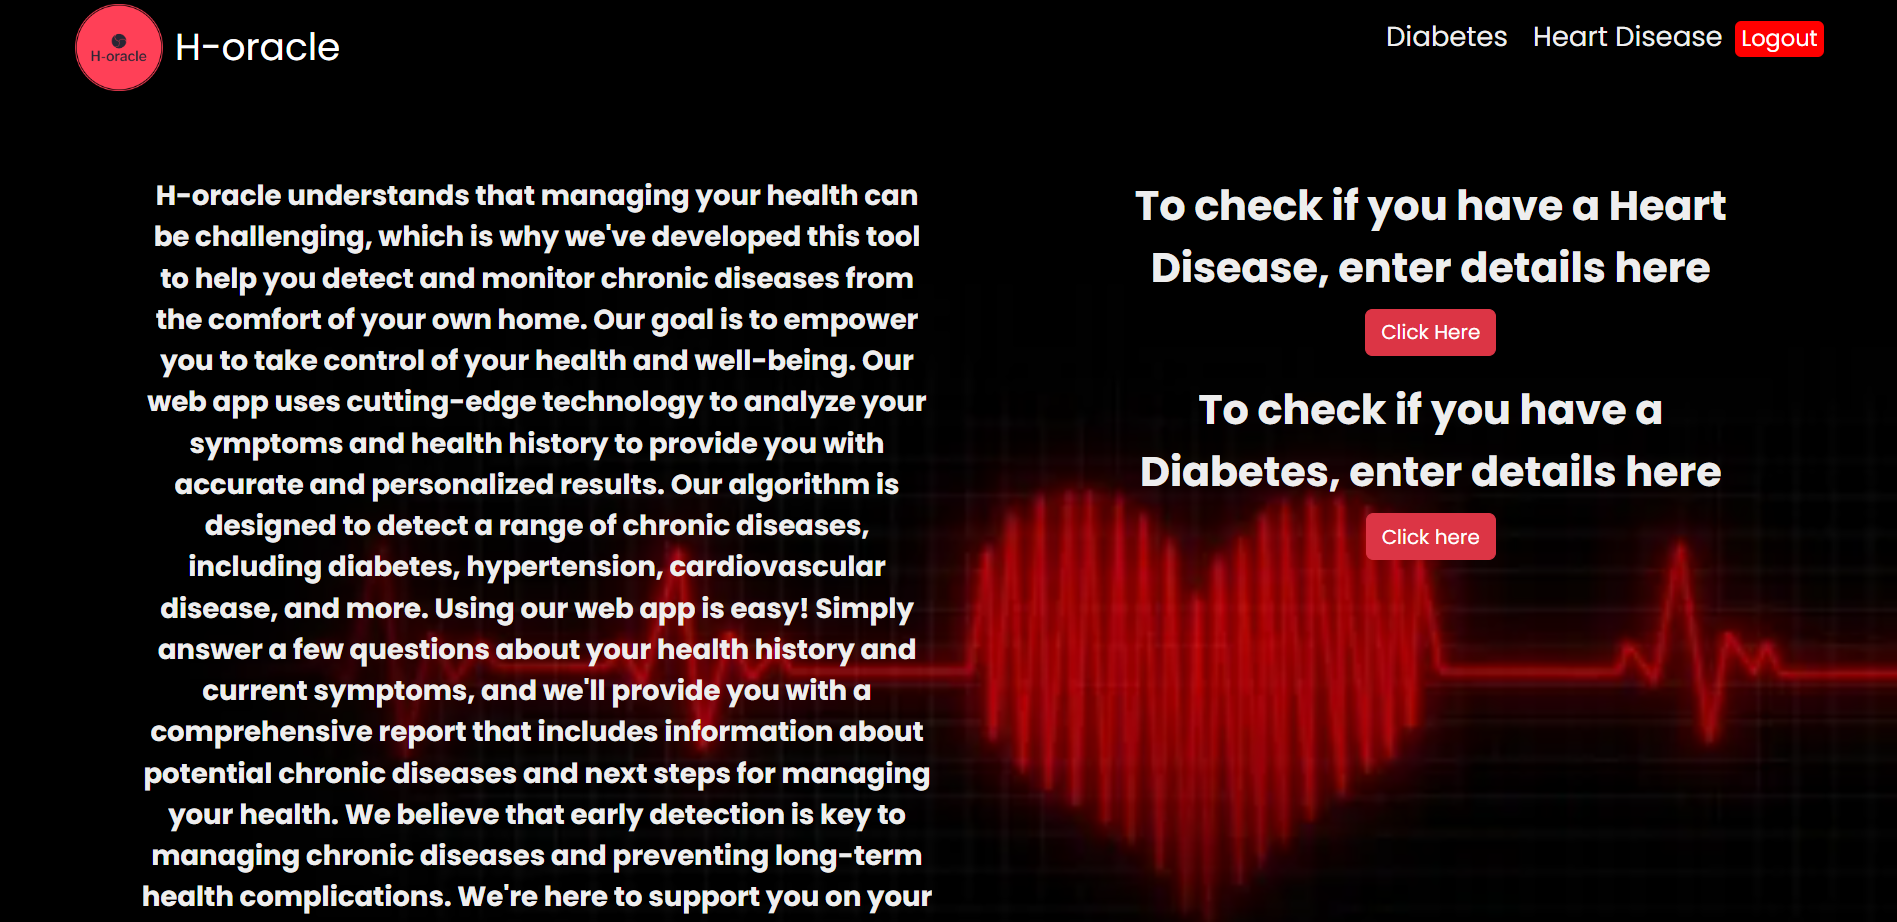 H-oracle
H-oracle
Diabetes
Heart Disease
Logout
H-oracle understands that managing your health can
be challenging, which is why we've developed this tool
to help you detect and monitor chronic diseases from
the comfort of your own home. Our goal is to empower
you to take control of your health and well-being. Our
web app uses cutting-edge technology to analyze your
symptoms and health history to provide you with
accurate and personalized results. Our algorithm is
designed to detect a range of chronic diseases,
including diabetes, hypertension, cardiovascular
disease, and more. Using our web app is easy! Simply
answer a few questions about your health history and
current symptoms, and we'll provide you with a
comprehensive report that includes information about
potential chronic diseases and next steps for managing
your health. We believe that early detection is key to
managing chronic diseases and preventing long-term
health complications. We're here to support you on your
To check if you have a Heart
Disease, enter details here
Click Here
To check if you have a
Diabetes, enter details here
Click here